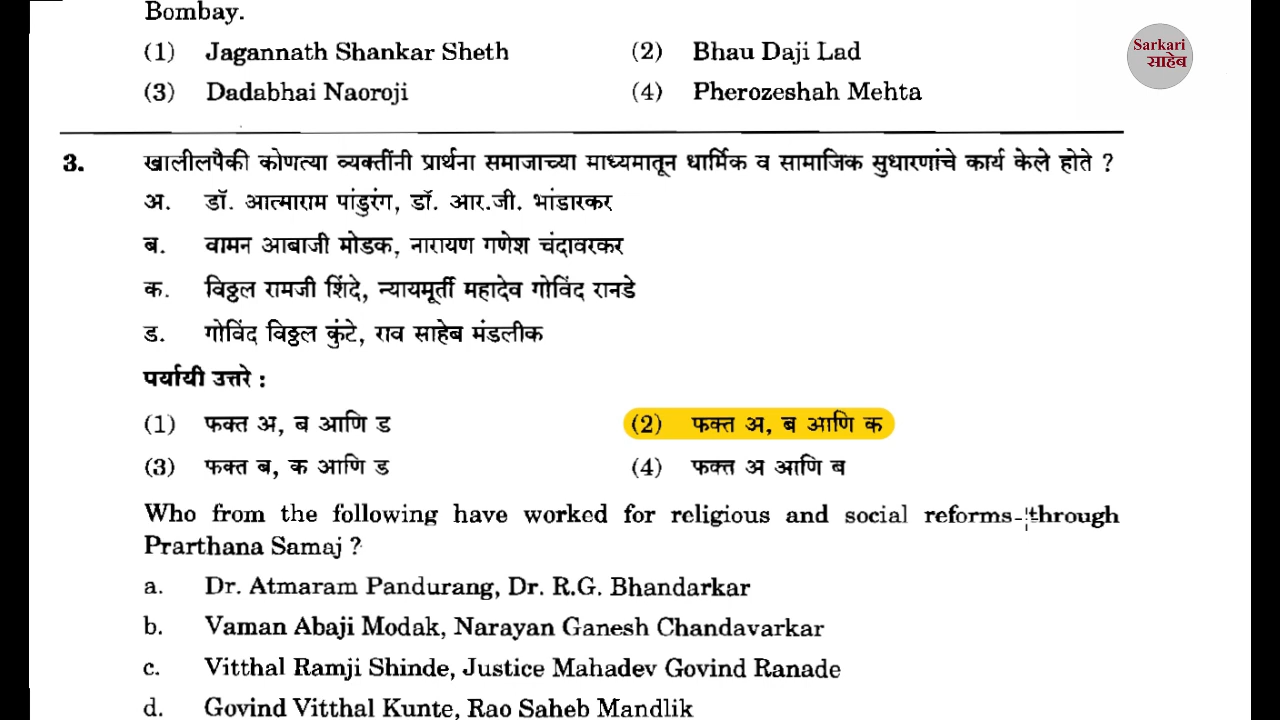 Bombay.
Sarkari
साहेब
(1) Jagannath Shankar Sheth (2) Bhau Daji Lad
(3) Dadabhai Naoroji (4) Pherozeshah Mehta
3. खालीलपैकी कोणत्या व्यक्तींनी प्रार्थना समाजाच्या माध्यमातून धार्मिक व सामाजिक सुधारणांचे कार्य केले होते ?
अ. डॉ. आत्माराम पांडुरंग, डॉ. आर.जी. भांडारकर
ब. वामन आबाजी मोडक, नारायण गणेश चंदावरकर
क. विठ्ठल रामजी शिंदे, न्यायमूर्ती महादेव गोविंद रानडे
ड. गोविंद विठ्ठल कुंटे, राव साहेब मंडलीक
पर्यायी उत्तरे :
(1) फक्त अ, ब आणि ड (2) फक्त अ, ब आणि क
(3) फक्त ब, क आणि ड (4) फक्त अ आणि ब
Who from the following have worked for religious and social reforms through
Prarthana Samaj ?
a. Dr. Atmaram Pandurang, Dr. R.G. Bhandarkar
b. Vaman Abaji Modak, Narayan Ganesh Chandavarkar
c. Vitthal Ramji Shinde, Justice Mahadev Govind Ranade
d. Govind Vitthal Kunte, Rao Saheb Mandlik